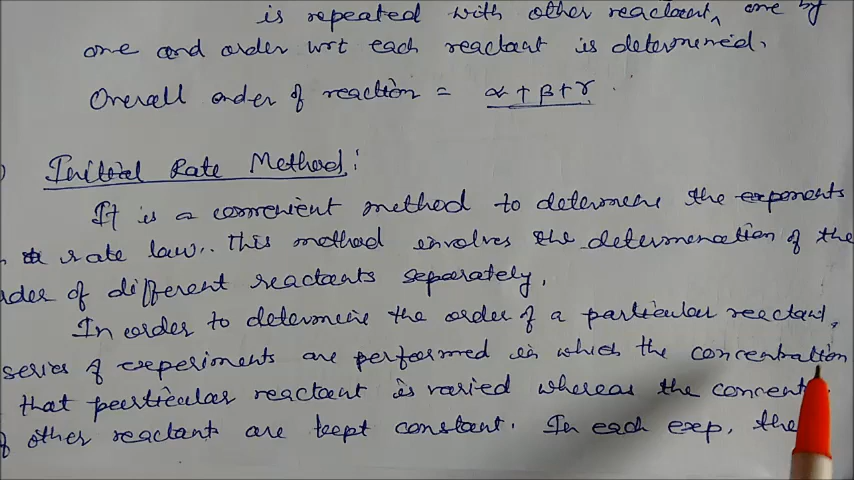 is repeated with other reactant, one by
one and order wrt each reactant is determined.
Overall order of reaction = α + β + γ.
) Initial Rate Method:
It is a convenient method to determine the exponents
rate law. This method involves the determination of the
rder of different reactants separately.
In order to determine the order of a particular reactant,
series of experiments are performed in which the concentration
that particular reactant is varied whereas the concent
f other reactant are kept constant. In each exp, the